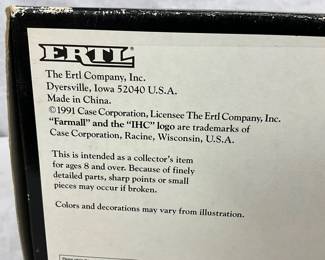 ERTL
The Ertl Company, Inc.
Dyersville, Iowa 52040 U.S.A.
Made in China.
©1991 Case Corporation, Licensee The Ertl Company, Inc.
"Farmall" and the "IHC" logo are trademarks of
Case Corporation, Racine, Wisconsin, U.S.A.
This is intended as a collector's item
for ages 8 and over. Because of finely
detailed parts, sharp points or small
pieces may occur if broken.
Colors and decorations may vary from illustration.